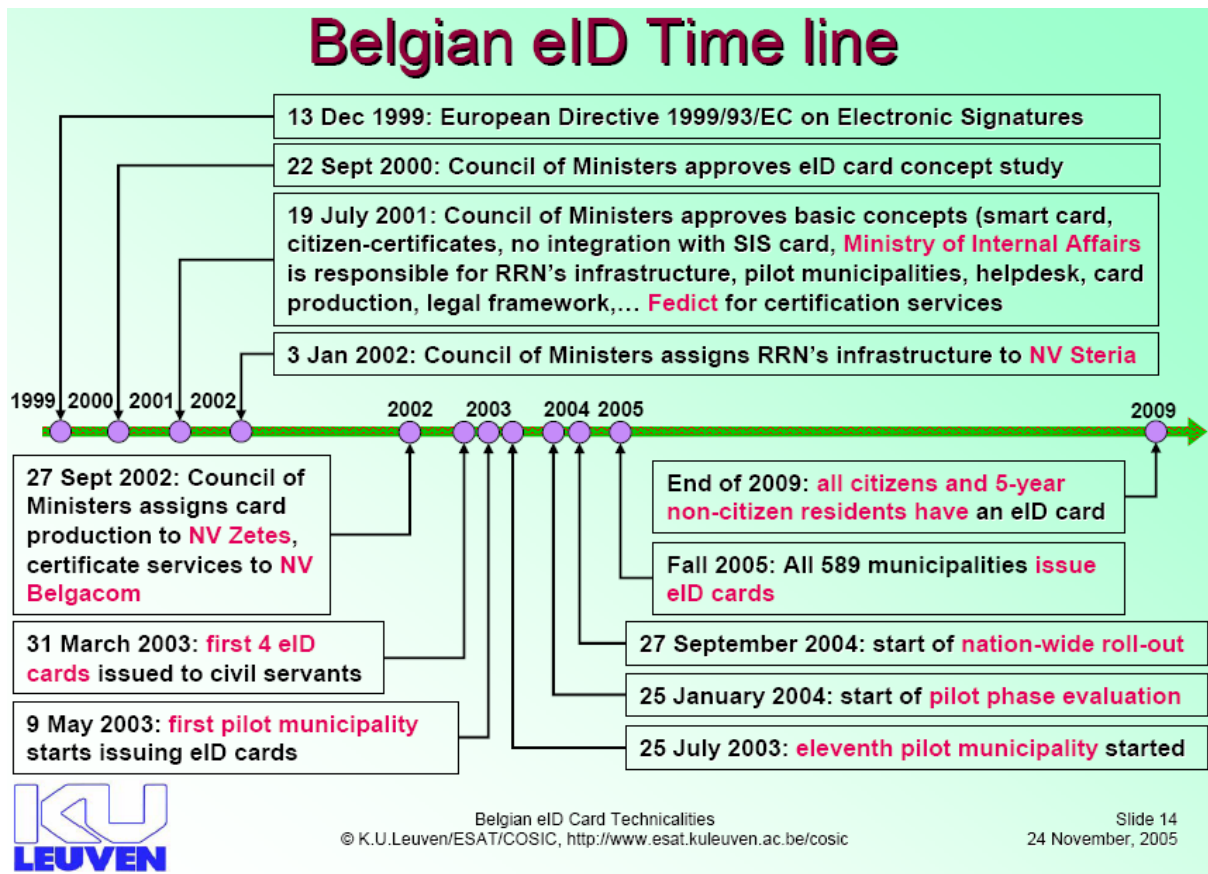 Belgian eID Time line
13 Dec 1999: European Directive 1999/93/EC on Electronic Signatures
22 Sept 2000: Council of Ministers approves eID card concept study
19 July 2001: Council of Ministers approves basic concepts (smart card,
citizen-certificates, no integration with SIS card, Ministry of Internal Affairs
is responsible for RRN's infrastructure, pilot municipalities, helpdesk, card
production, legal framework,... Fedict for certification services
3 Jan 2002: Council of Ministers assigns RRN's infrastructure to NV Steria
1999 2000 2001 2002 2002 2003 2004 2005 2009
27 Sept 2002: Council of
Ministers assigns card
production to NV Zetes,
certificate services to NV
Belgacom
31 March 2003: first 4 eID
cards issued to civil servants
9 May 2003: first pilot municipality
starts issuing eID cards
End of 2009: all citizens and 5-year
non-citizen residents have an eID card
Fall 2005: All 589 municipalities issue
eID cards
27 September 2004: start of nation-wide roll-out
25 January 2004: start of pilot phase evaluation
25 July 2003: eleventh pilot municipality started
KU
LEUVEN
Belgian eID Card Technicalities
© K.U.Leuven/ESAT/COSIC, http://www.esat.kuleuven.ac.be/cosic
Slide 14
24 November, 2005